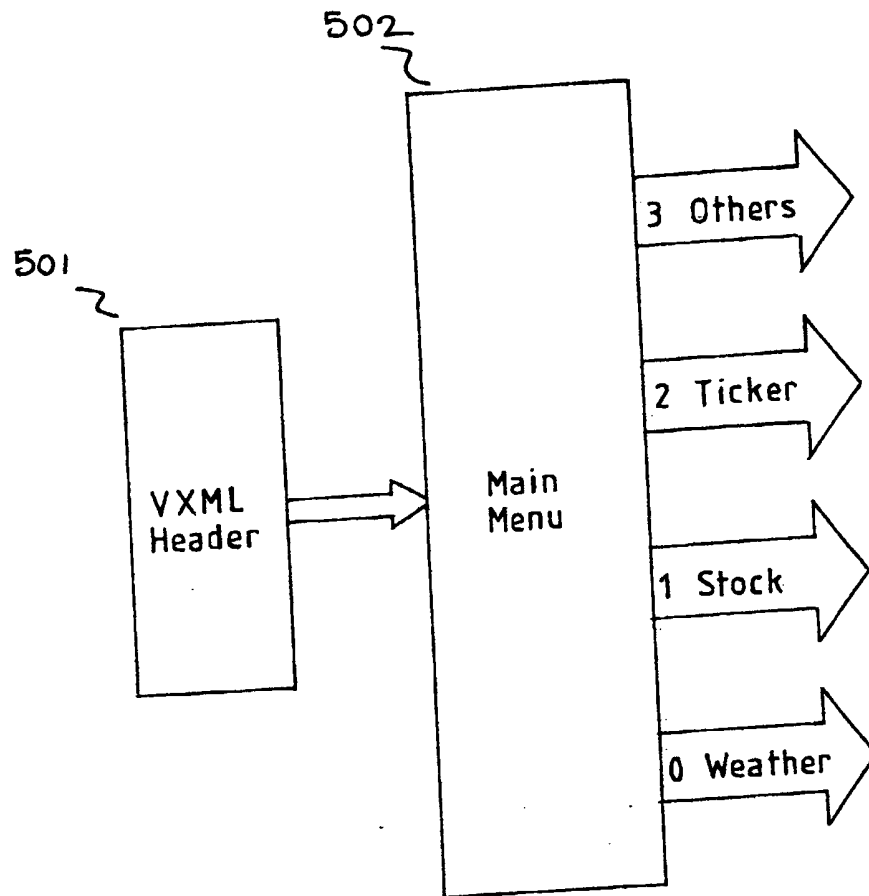 502
501
3 Others
2 Ticker
VXML
Header
Main
Menu
1 Stock
0 Weather